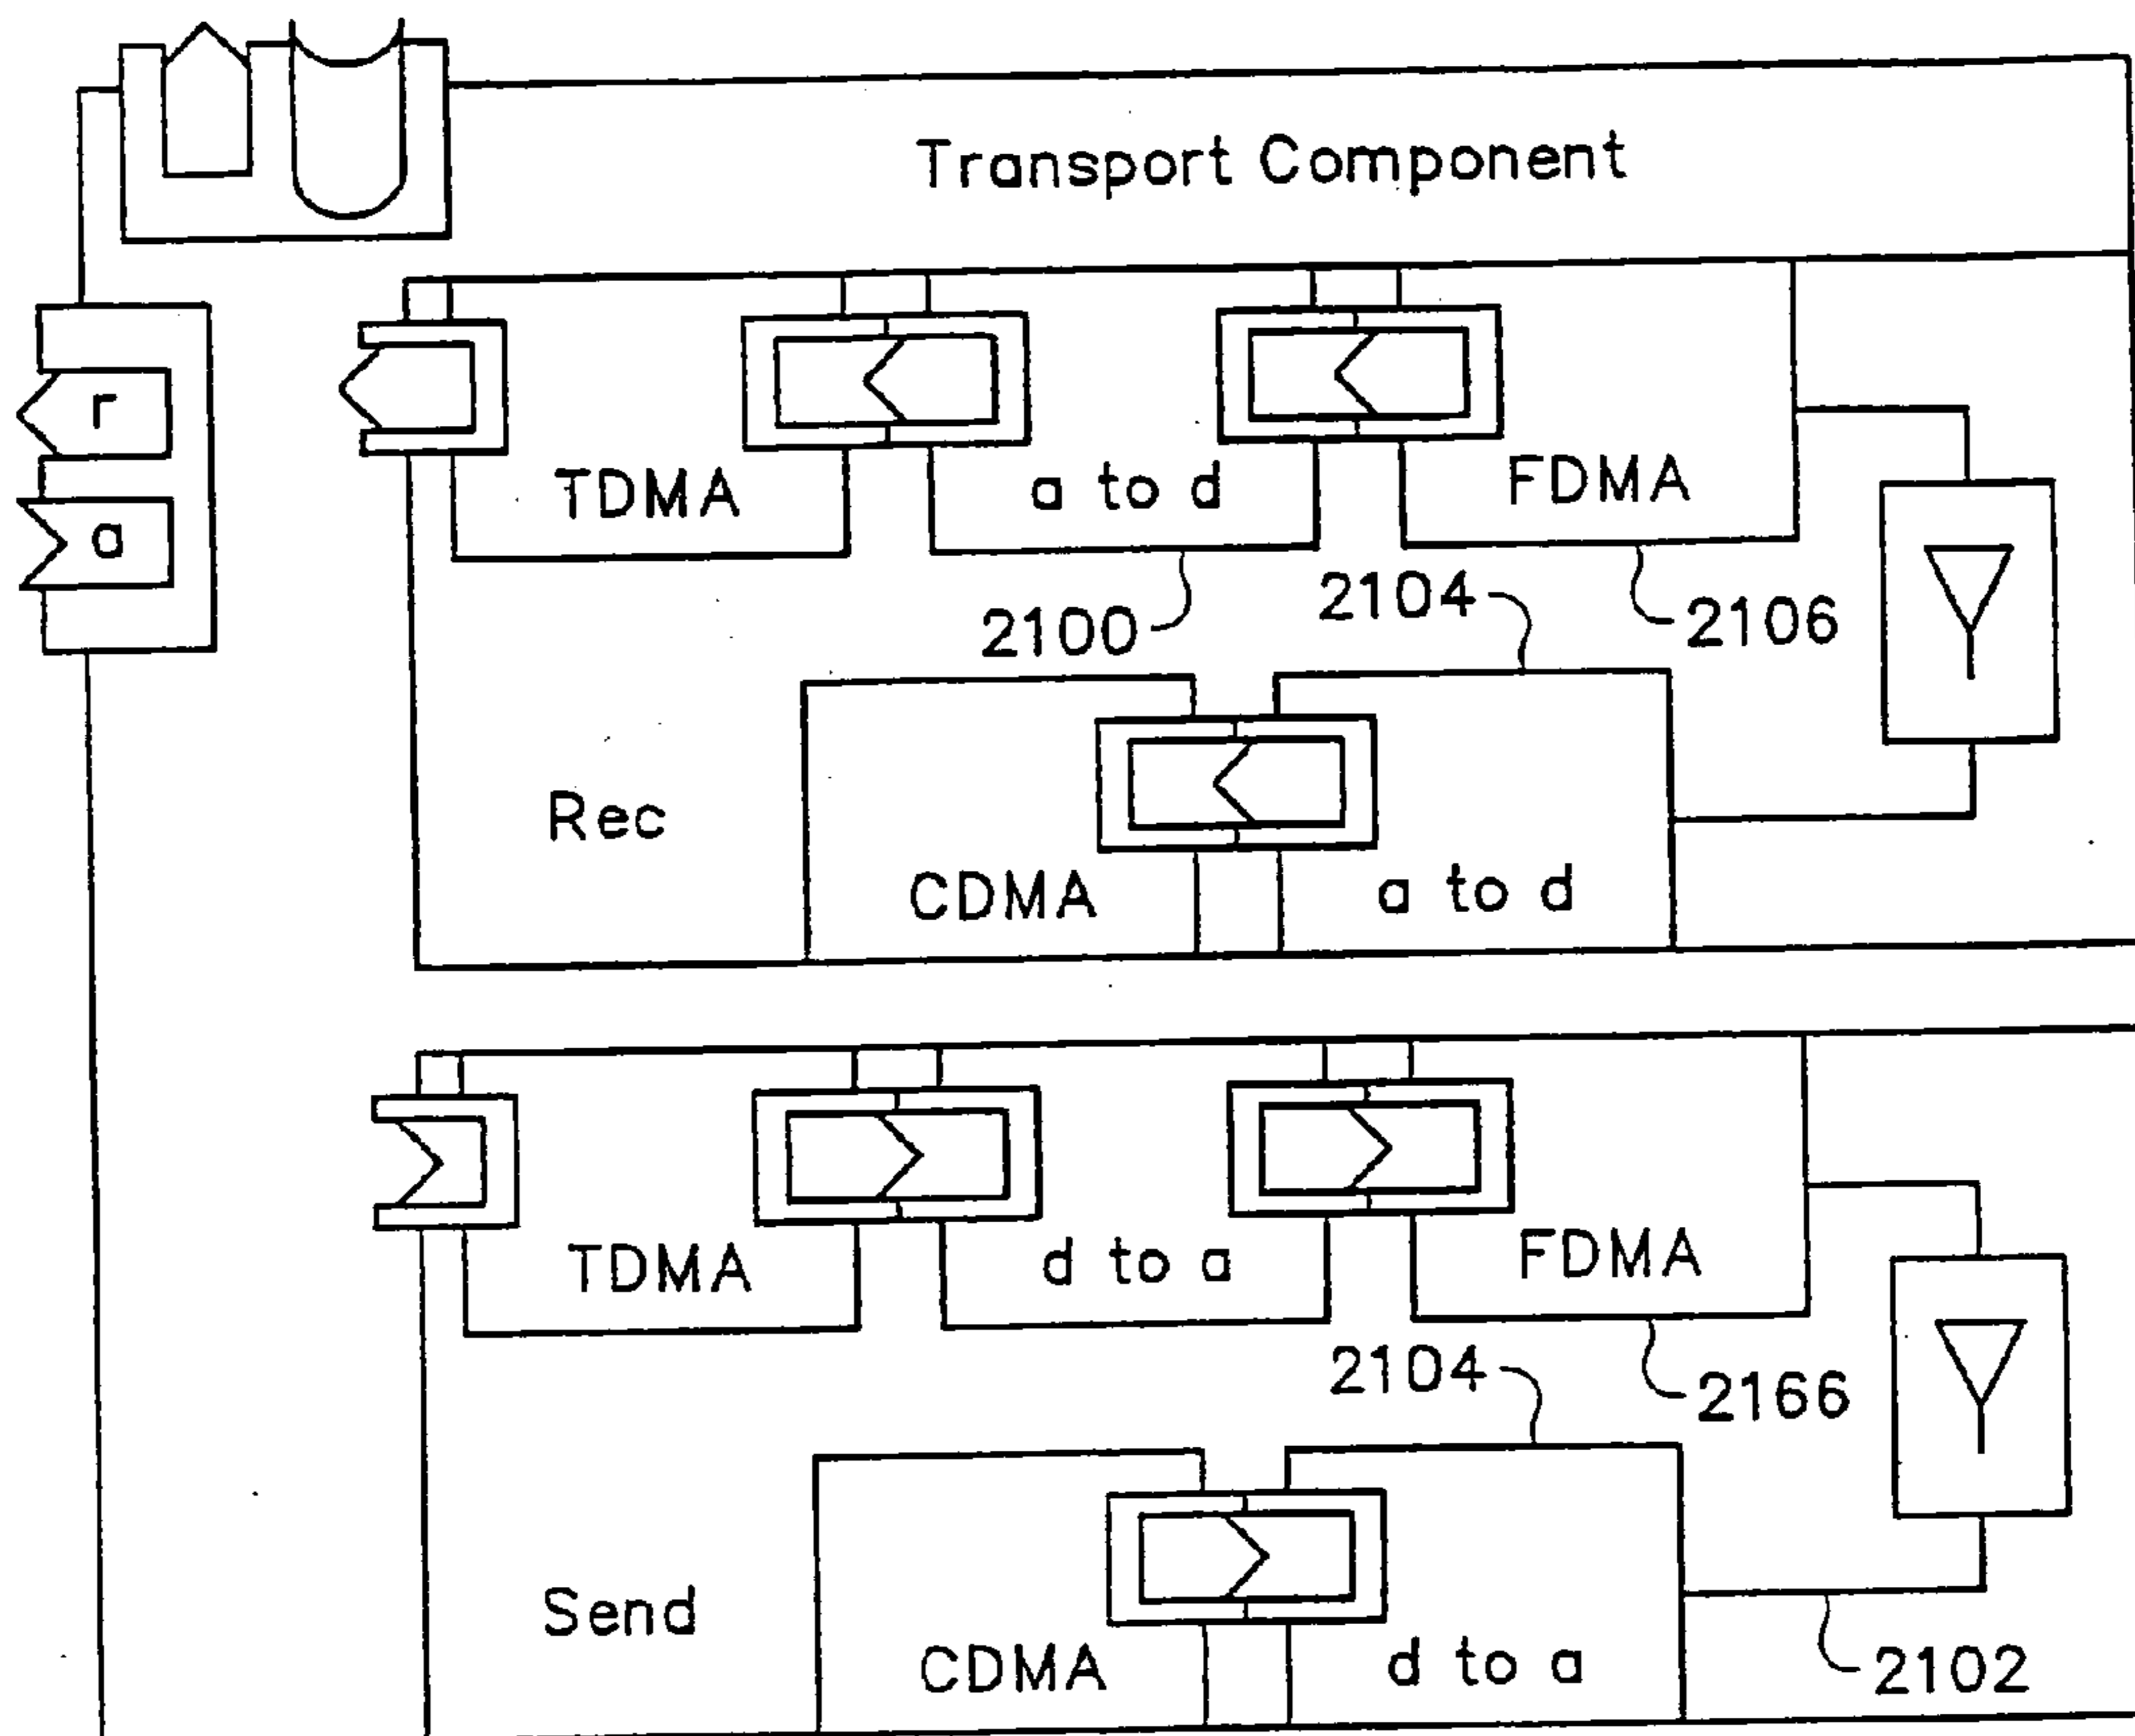 Transport Component
r
a
TDMA
a to d
FDMA
2100
2104
2106
Rec
CDMA
a to d
TDMA
d to a
FDMA
2104
2166
Send
CDMA
d to a
2102